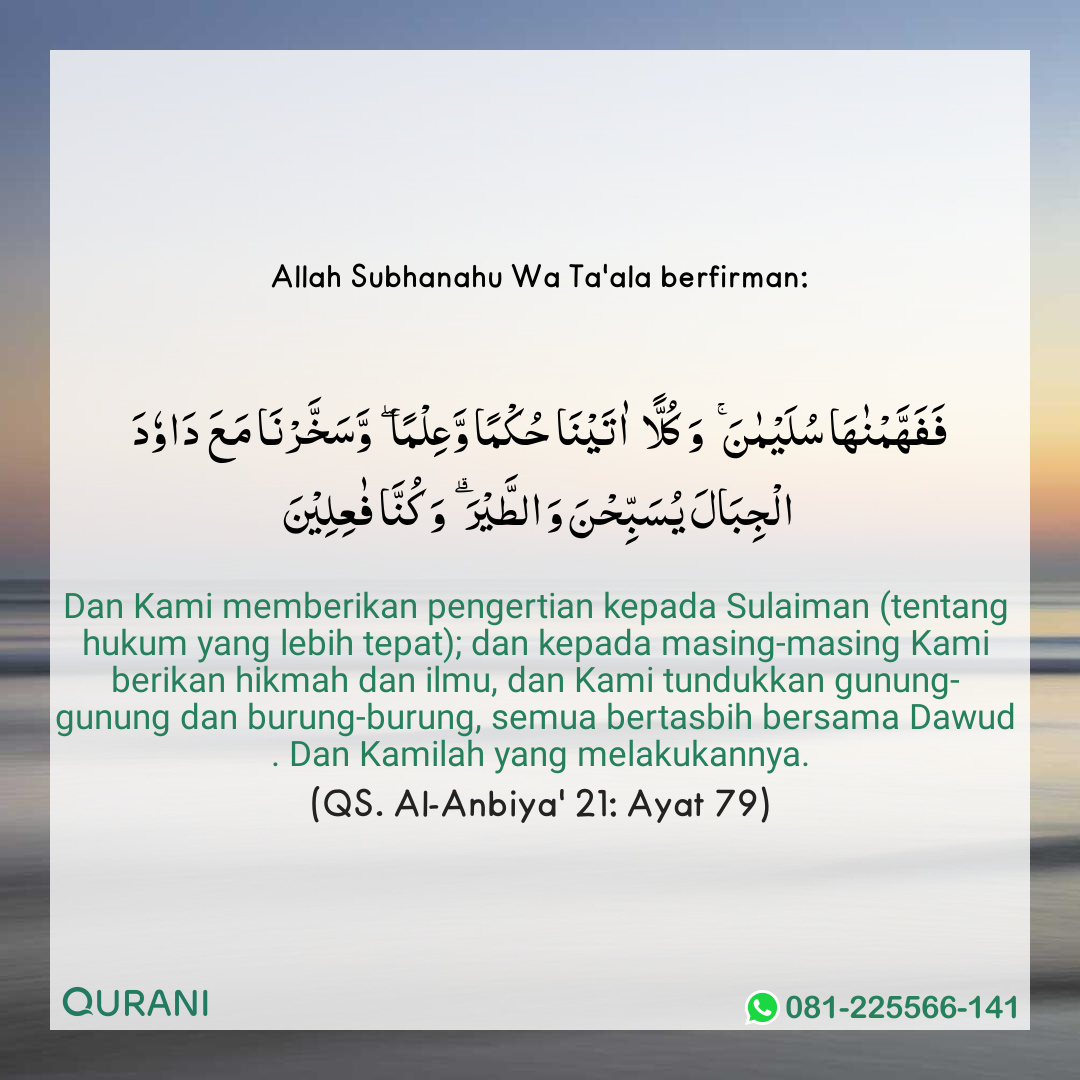 Allah Subhanahu Wa Ta'ala berfirman:
فَفَهَّمْنٰهَا سُلَيْمٰنَ ۚ وَكُلًّا اٰتَيْنَا حُكْمًا وَّعِلْمًا ۖ وَّسَخَّرْنَا مَعَ دَاوٗدَ
الْجِبَالَ يُسَبِّحْنَ وَالطَّيْرَ ۗ وَكُنَّا فٰعِلِيْنَ
Dan Kami memberikan pengertian kepada Sulaiman (tentang
hukum yang lebih tepat); dan kepada masing-masing Kami
berikan hikmah dan ilmu, dan Kami tundukkan gunung-
gunung dan burung-burung, semua bertasbih bersama Dawud
. Dan Kamilah yang melakukannya.
(QS. Al-Anbiya' 21: Ayat 79)
QURANI
081-225566-141